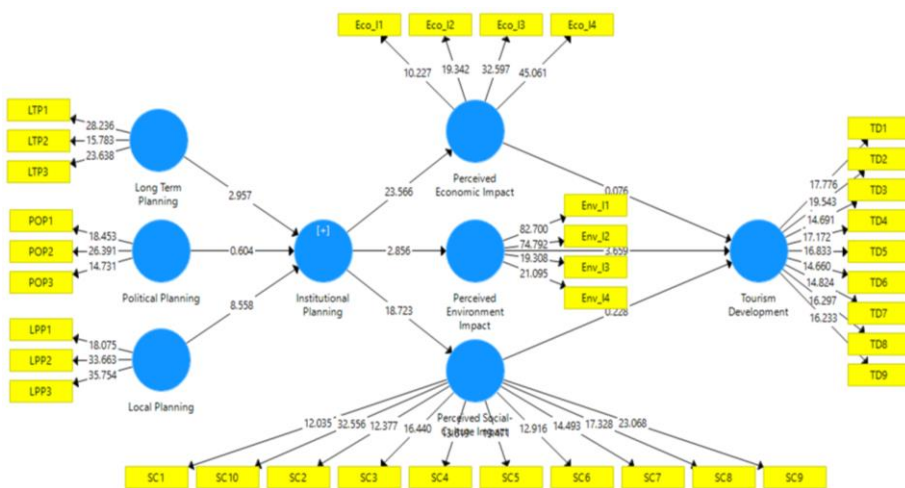 Eco_I1
Eco_I2
Eco_I3
Eco_I4
10.227
19.342
32.597
45.061
LTP1
LTP2
LTP3
28.236
15.783
23.638
Long Term
Planning
2.957
Perceived
Economic Impact
23.566
0.076
POP1
POP2
POP3
18.453
26.391
14.731
Political Planning
0.604
[+]
Institutional
Planning
2.856
Perceived
Environment
Impact
Env_I1
Env_I2
Env_I3
Env_I4
82.700
74.792
19.308
21.095
3.659
LPP1
LPP2
LPP3
18.075
33.663
35.754
Local Planning
8.558
18.723
Perceived Social-
Culture Impact
0.228
Tourism
Development
TD1
TD2
TD3
TD4
TD5
TD6
TD7
TD8
TD9
17.776
19.543
14.691
17.172
16.833
14.660
14.824
16.297
16.233
12.035
32.556
12.377
16.440
12.916
14.493
17.328
23.068
SC1
SC10
SC2
SC3
SC4
SC5
SC6
SC7
SC8
SC9